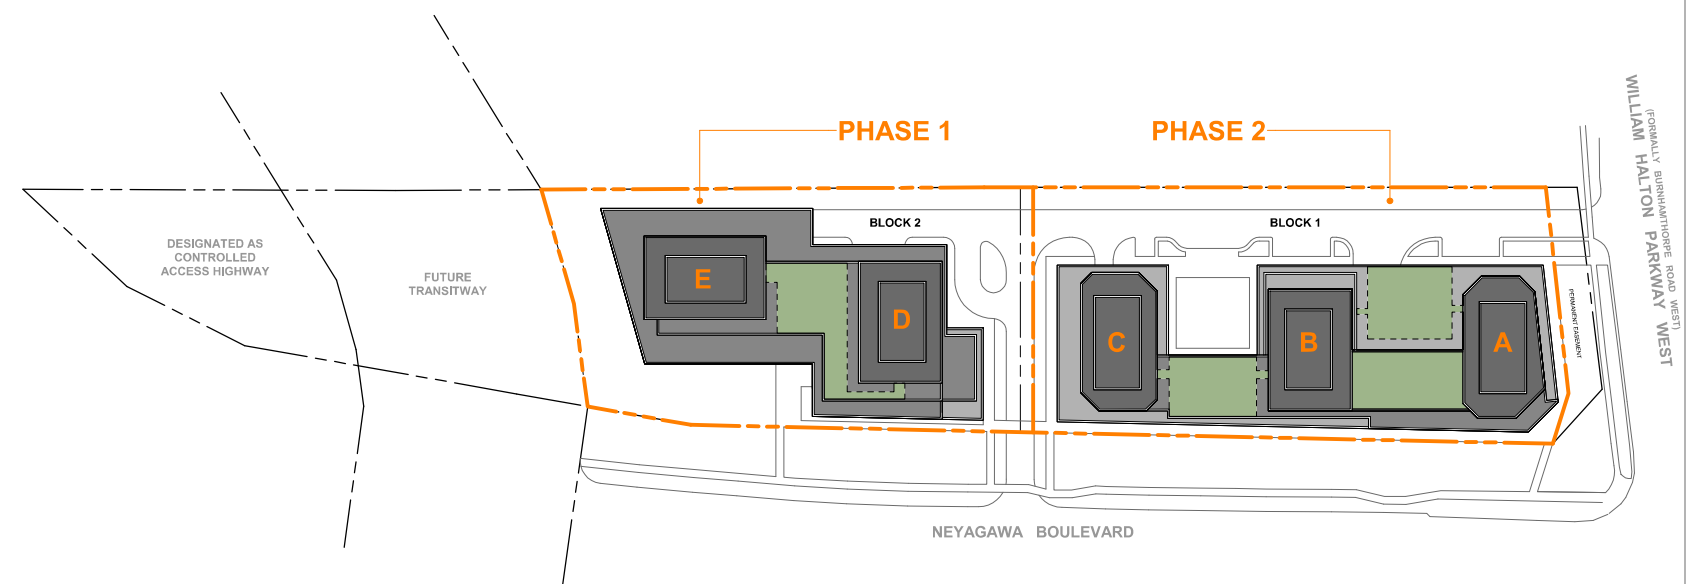 PHASE 1
PHASE 2
BLOCK 2
BLOCK 1
DESIGNATED AS
CONTROLLED
ACCESS HIGHWAY
FUTURE
TRANSITWAY
E
D
C
B
A
PERMANENT EASEMENT
(FORMALLY BURNHAMTHORPE ROAD WEST)
WILLIAM HALTON PARKWAY WEST
NEYAGAWA BOULEVARD